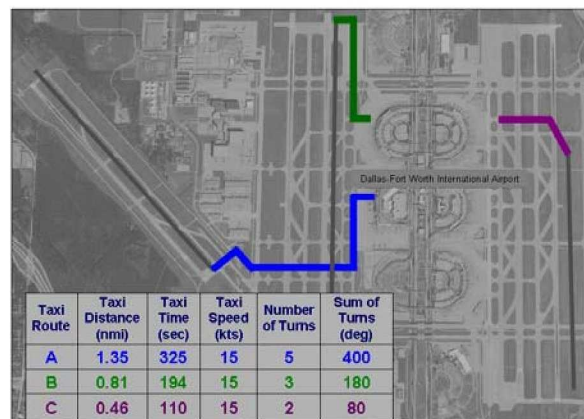 Dallas-Fort Worth International Airport
Taxi Route Taxi Distance (nmi) Taxi Time (sec) Taxi Speed (kts) Number of Turns Sum of Turns (deg)
A 1.35 325 15 5 400
B 0.81 194 15 3 180
C 0.46 110 15 2 80